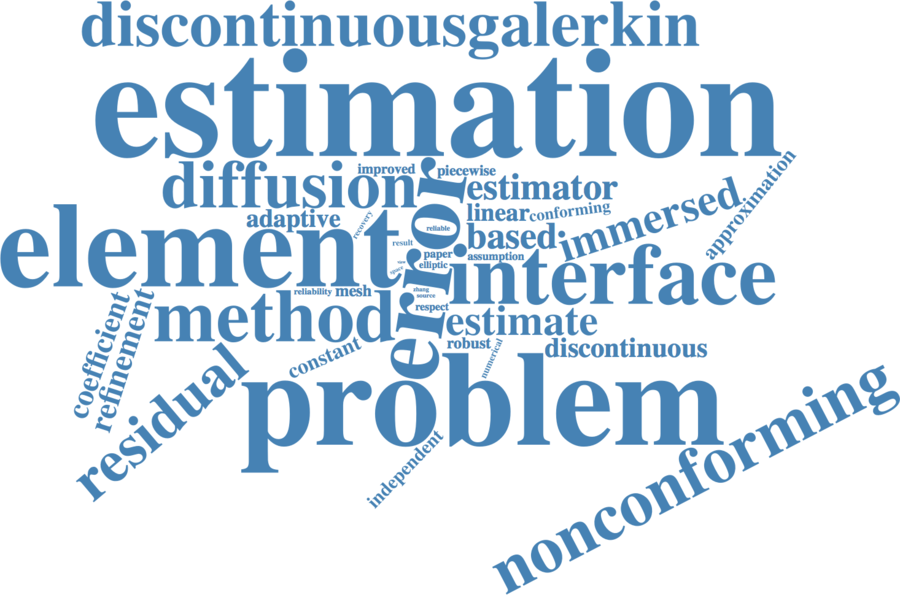 discontinuousgalerkin
estimation
improved
piecewise
approximation
diffusion
error
estimator
adaptive
recovery
reliable
linear
conforming
immersed
element
result
based
paper
assumption
elliptic
new
space
interface
reliability
mesh
zhang
source
respect
coefficient
refinement
method
estimate
constant
robust
numerical
discontinuous
residual
problem
independent
nonconforming